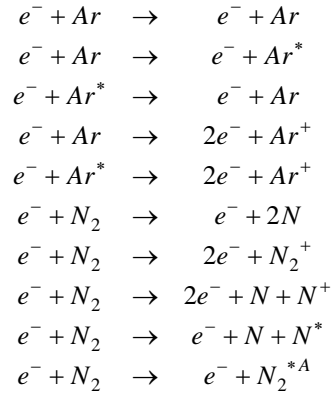 e⁻ + Ar → e⁻ + Ar
e⁻ + Ar → e⁻ + Ar*
e⁻ + Ar* → e⁻ + Ar
e⁻ + Ar → 2e⁻ + Ar⁺
e⁻ + Ar* → 2e⁻ + Ar⁺
e⁻ + N₂ → e⁻ + 2N
e⁻ + N₂ → 2e⁻ + N₂⁺
e⁻ + N₂ → 2e⁻ + N + N⁺
e⁻ + N₂ → e⁻ + N + N*
e⁻ + N₂ → e⁻ + N₂*ᴬ